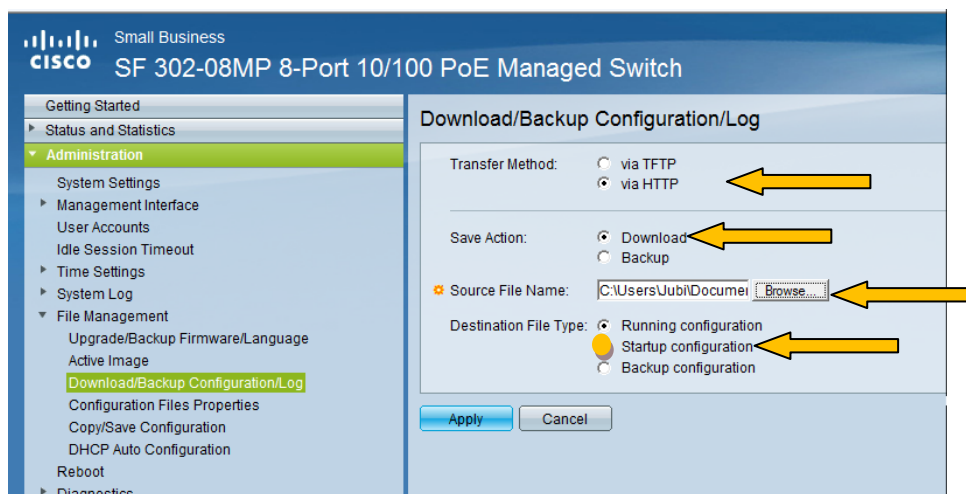 Small Business
CISCO
SF 302-08MP 8-Port 10/100 PoE Managed Switch
Getting Started
Status and Statistics
Administration
System Settings
Management Interface
User Accounts
Idle Session Timeout
Time Settings
System Log
File Management
Upgrade/Backup Firmware/Language
Active Image
Download/Backup Configuration/Log
Configuration Files Properties
Copy/Save Configuration
DHCP Auto Configuration
Reboot
Diagnostics
Download/Backup Configuration/Log
Transfer Method: via TFTP
via HTTP
Save Action: Download
Backup
Source File Name: C:\Users\Jubi\Documei Browse...
Destination File Type: Running configuration
Startup configuration
Backup configuration
Apply Cancel